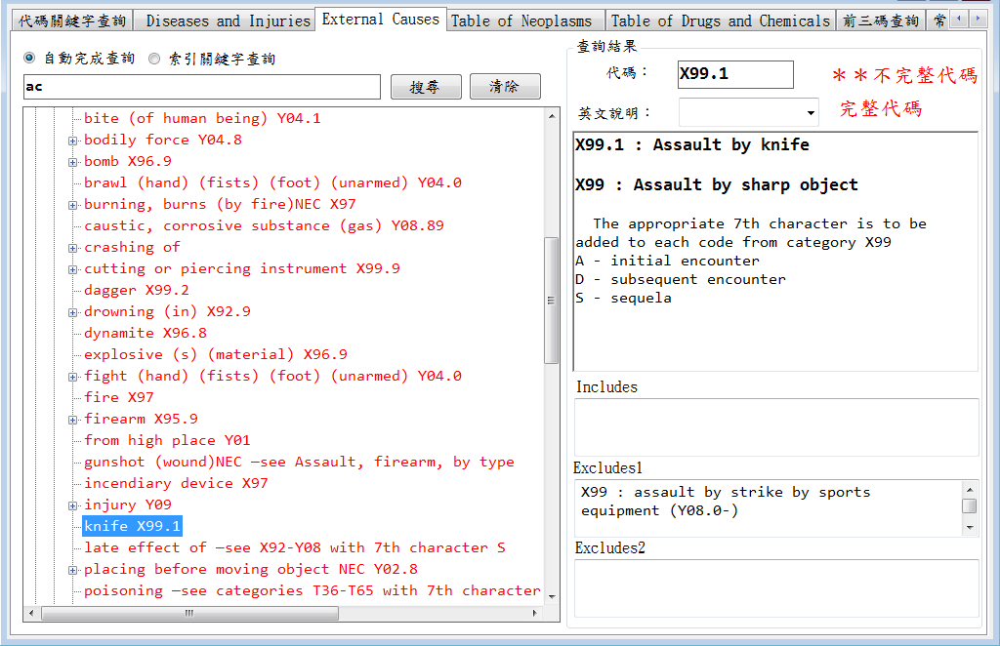 代碼關鍵字查詢 Diseases and Injuries External Causes Table of Neoplasms Table of Drugs and Chemicals 前三碼查詢 常
自動完成查詢 索引關鍵字查詢
ac 搜尋 清除
bite (of human being) Y04.1
bodily force Y04.8
bomb X96.9
brawl (hand) (fists) (foot) (unarmed) Y04.0
burning, burns (by fire)NEC X97
caustic, corrosive substance (gas) Y08.89
crashing of
cutting or piercing instrument X99.9
dagger X99.2
drowning (in) X92.9
dynamite X96.8
explosive (s) (material) X96.9
fight (hand) (fists) (foot) (unarmed) Y04.0
fire X97
firearm X95.9
from high place Y01
gunshot (wound)NEC —see Assault, firearm, by type
incendiary device X97
injury Y09
knife X99.1
late effect of —see X92-Y08 with 7th character S
placing before moving object NEC Y02.8
poisoning —see categories T36-T65 with 7th character
查詢結果
代碼： X99.1 ＊＊不完整代碼
英文說明： 完整代碼
X99.1 : Assault by knife
X99 : Assault by sharp object
The appropriate 7th character is to be
added to each code from category X99
A - initial encounter
D - subsequent encounter
S - sequela
Includes
Excludes1
X99 : assault by strike by sports
equipment (Y08.0-)
Excludes2